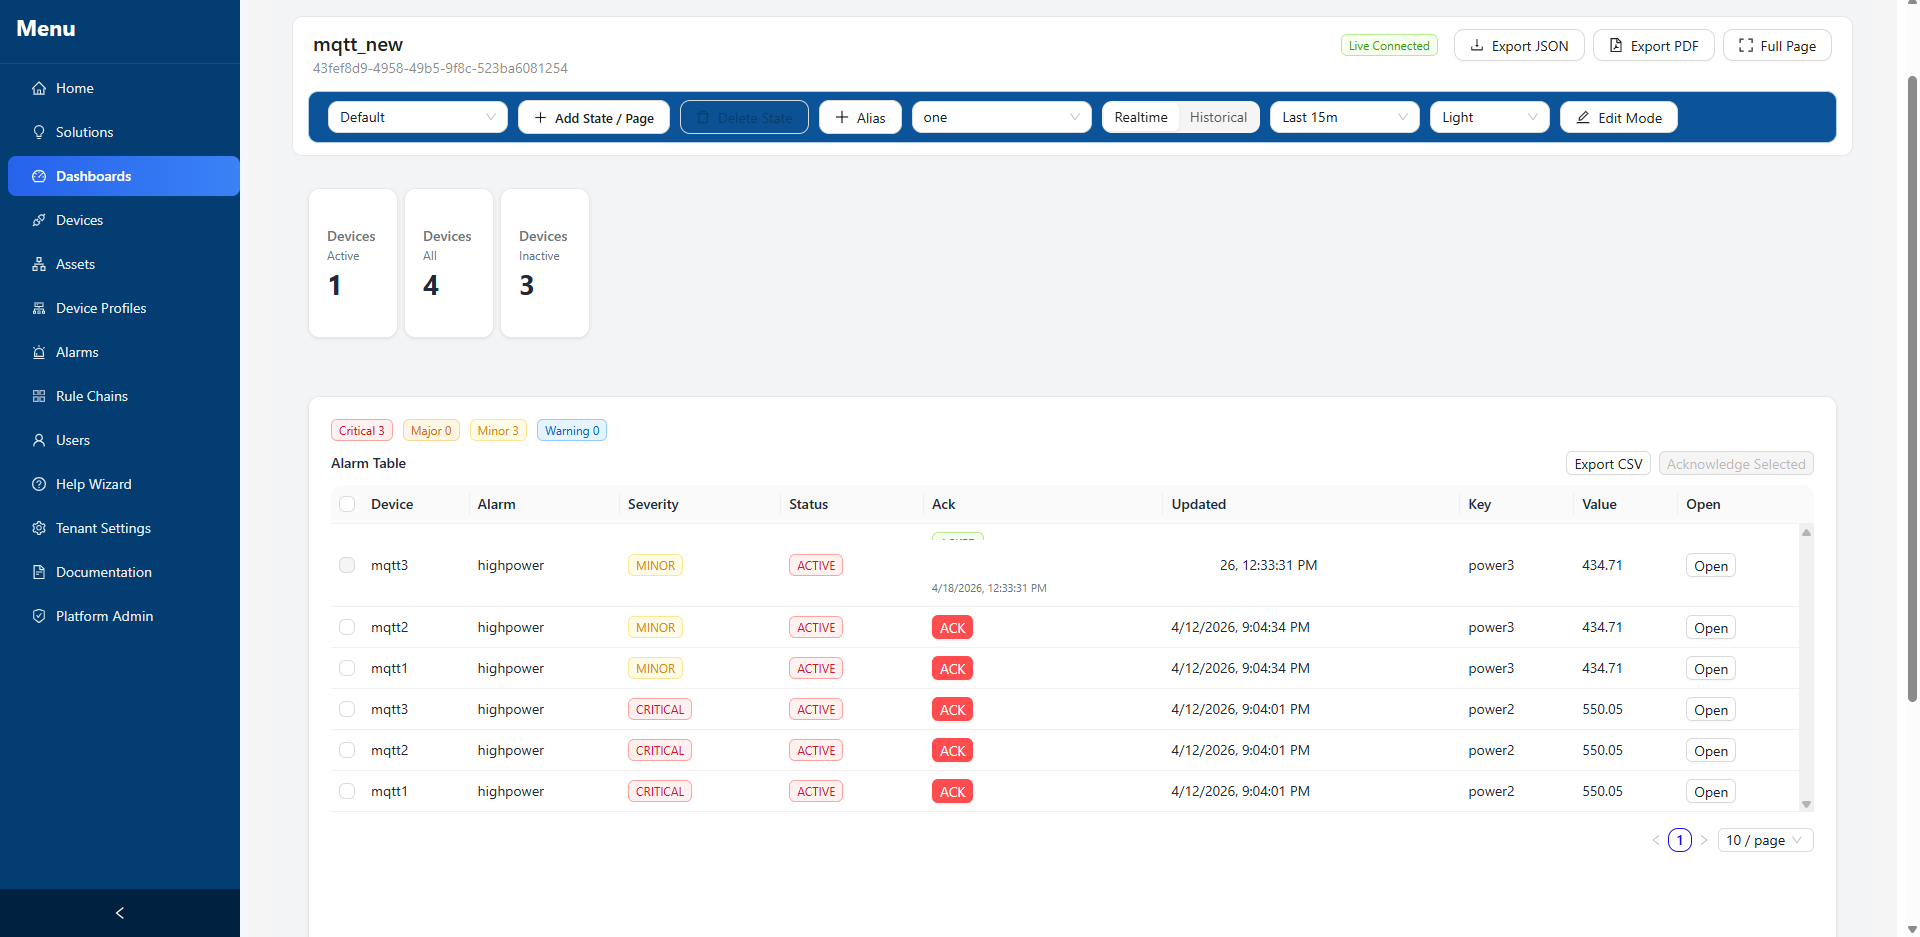 Menu
Home
Solutions
Dashboards
Devices
Assets
Device Profiles
Alarms
Rule Chains
Users
Help Wizard
Tenant Settings
Documentation
Platform Admin
mqtt_new
43fef8d9-4958-49b5-9f8c-523ba6081254
Live Connected
Export JSON
Export PDF
Full Page
Default
Add State / Page
Delete State
Alias
one
Realtime
Historical
Last 15m
Light
Edit Mode
Devices
Active
1
Devices
All
4
Devices
Inactive
3
Critical 3
Major 0
Minor 3
Warning 0
Alarm Table
Export CSV
Acknowledge Selected
Device Alarm Severity Status Ack Updated Key Value Open
mqtt3 highpower MINOR ACTIVE 26, 12:33:31 PM power3 434.71 Open
4/18/2026, 12:33:31 PM
mqtt2 highpower MINOR ACTIVE ACK 4/12/2026, 9:04:34 PM power3 434.71 Open
mqtt1 highpower MINOR ACTIVE ACK 4/12/2026, 9:04:34 PM power3 434.71 Open
mqtt3 highpower CRITICAL ACTIVE ACK 4/12/2026, 9:04:01 PM power2 550.05 Open
mqtt2 highpower CRITICAL ACTIVE ACK 4/12/2026, 9:04:01 PM power2 550.05 Open
mqtt1 highpower CRITICAL ACTIVE ACK 4/12/2026, 9:04:01 PM power2 550.05 Open
1
10 / page